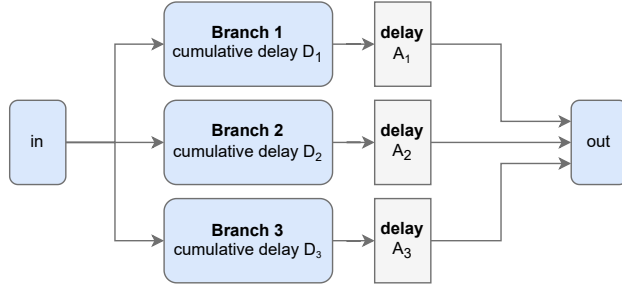 Branch 1
cumulative delay D₁
delay
A₁
in
Branch 2
cumulative delay D₂
delay
A₂
out
Branch 3
cumulative delay D₃
delay
A₃